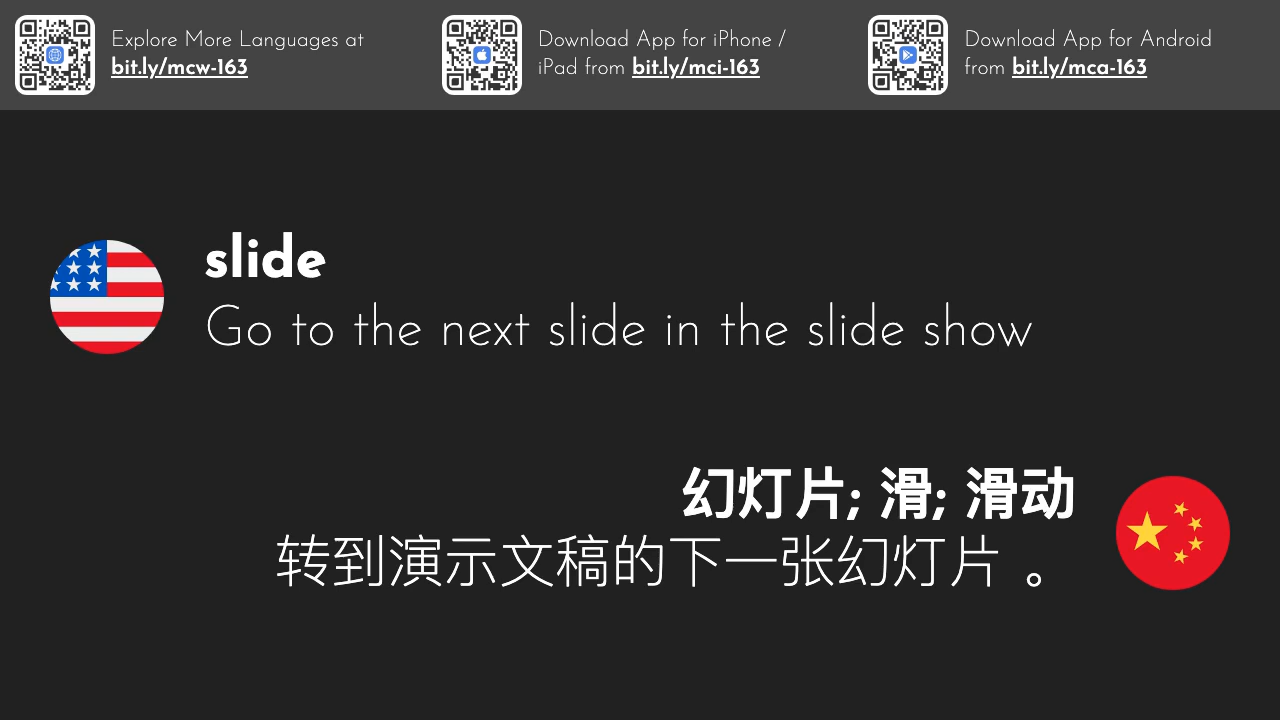 Explore More Languages at
bit.ly/mcw-163
Download App for iPhone /
iPad from bit.ly/mci-163
Download App for Android
from bit.ly/mca-163
slide
Go to the next slide in the slide show
幻灯片; 滑; 滑动
转到演示文稿的下一张幻灯片 。